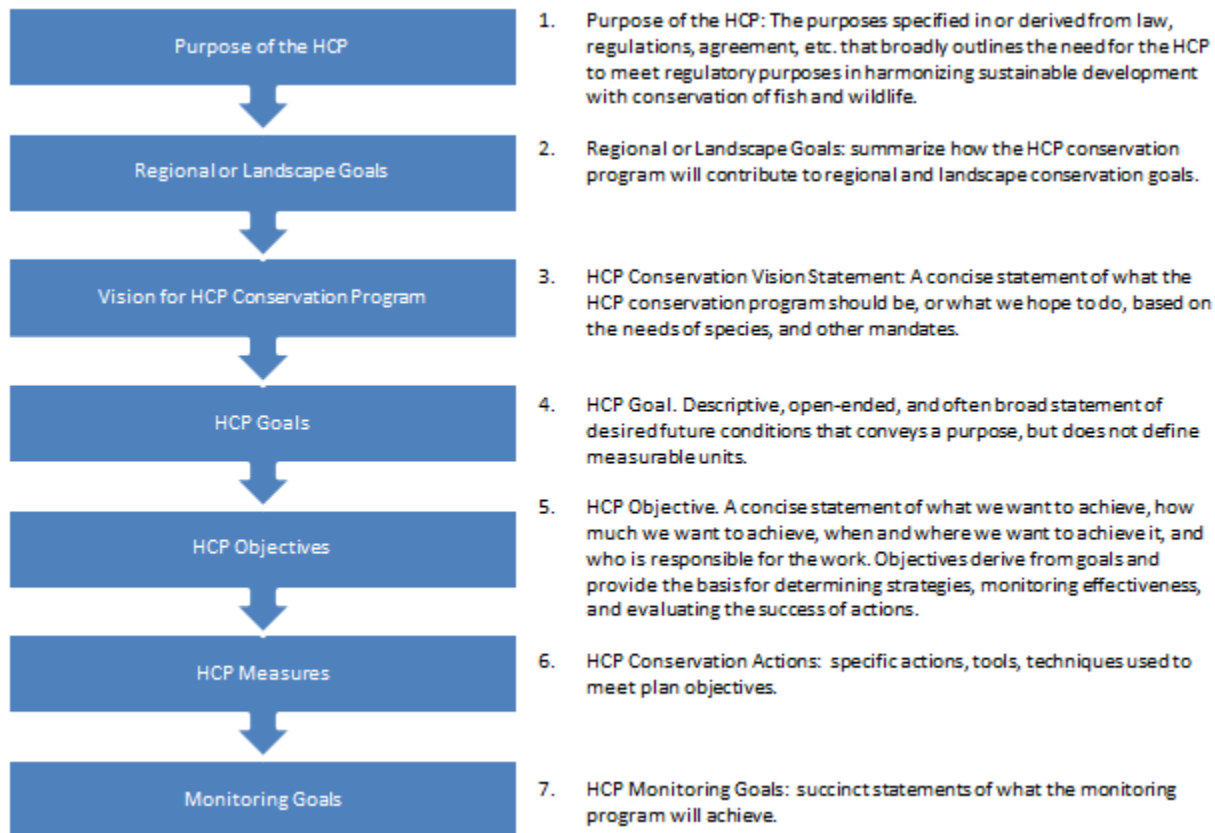 Purpose of the HCP
1. Purpose of the HCP: The purposes specified in or derived from law,
regulations, agreement, etc. that broadly outlines the need for the HCP
to meet regulatory purposes in harmonizing sustainable development
with conservation of fish and wildlife.
Regional or Landscape Goals
2. Regional or Landscape Goals: summarize how the HCP conservation
program will contribute to regional and landscape conservation goals.
Vision for HCP Conservation Program
3. HCP Conservation Vision Statement: A concise statement of what the
HCP conservation program should be, or what we hope to do, based on
the needs of species, and other mandates.
HCP Goals
4. HCP Goal. Descriptive, open-ended, and often broad statement of
desired future conditions that conveys a purpose, but does not define
measurable units.
HCP Objectives
5. HCP Objective. A concise statement of what we want to achieve, how
much we want to achieve, when and where we want to achieve it, and
who is responsible for the work. Objectives derive from goals and
provide the basis for determining strategies, monitoring effectiveness,
and evaluating the success of actions.
HCP Measures
6. HCP Conservation Actions: specific actions, tools, techniques used to
meet plan objectives.
Monitoring Goals
7. HCP Monitoring Goals: succinct statements of what the monitoring
program will achieve.